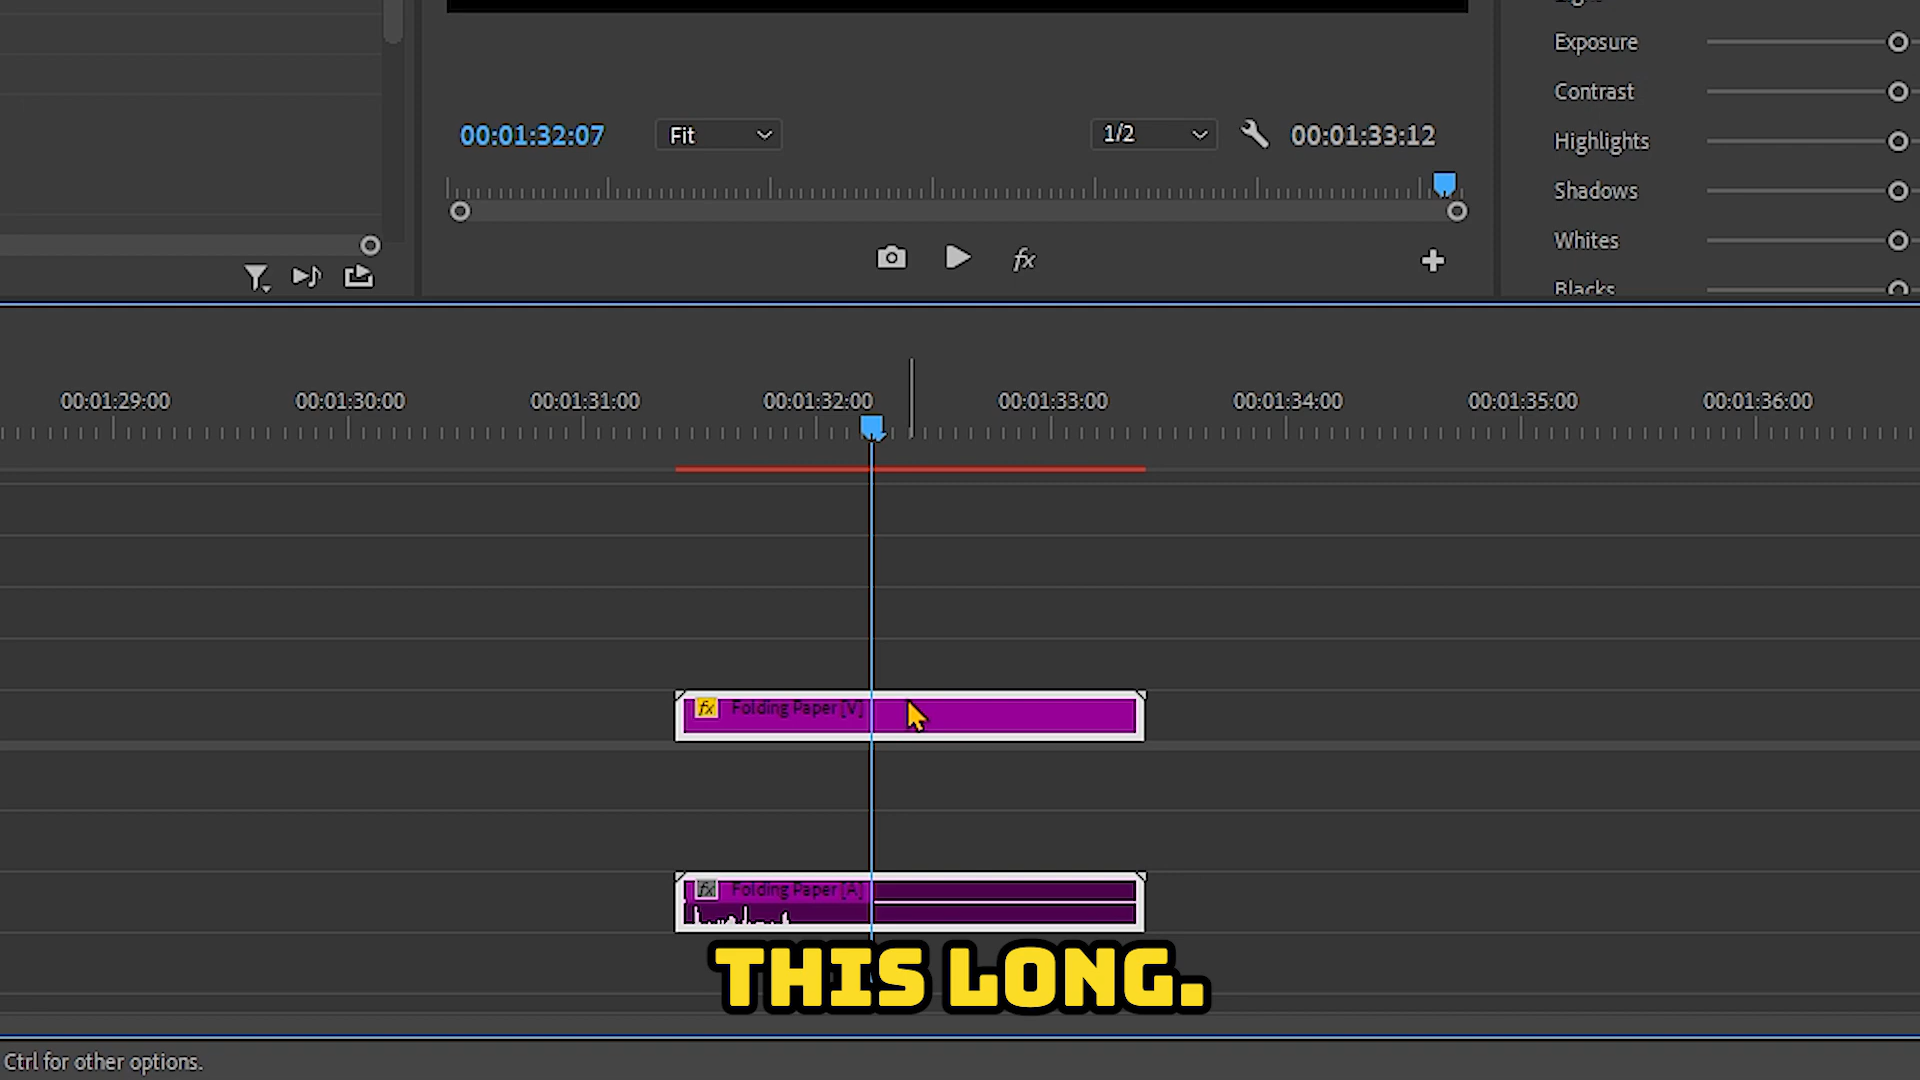 Exposure
00:01:32:07 Fit 1/2 00:01:33:12
Contrast
Highlights
Shadows
Whites
Blacks
fx
00:01:29:00 00:01:30:00 00:01:31:00 00:01:32:00 00:01:33:00 00:01:34:00 00:01:35:00 00:01:36:00
fx Folding Paper [V]
fx Folding Paper [A]
THIS LONG.
Ctrl for other options.